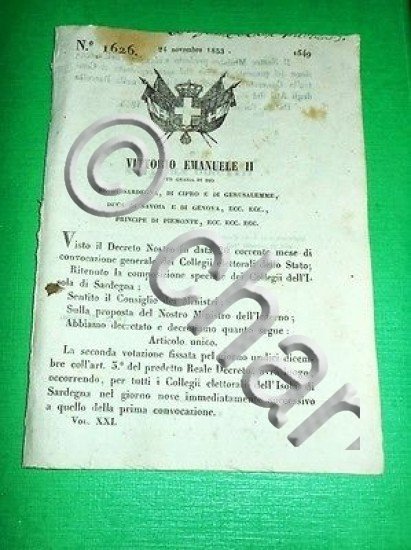 N.° 1626. 24 novembre 1853 1549
VITTORIO EMANUELE II
PER GRAZIA DI DIO
RE DI SARDEGNA, DI CIPRO E DI GERUSALEMME,
DUCA DI SAVOIA E DI GENOVA, ECC. ECC.,
PRINCIPE DI PIEMONTE, ECC. ECC. ECC.
Visto il Decreto Nostro in data corrente mese di
convocazione generale dei Collegii elettorali dello Stato;
Ritenuto la composizione speciale dei Collegii dell'I-
sola di Sardegna:
Sentito il Consiglio dei Ministri;
Sulla proposta del Nostro Ministro dell'Interno;
Abbiamo decretato e decretiamo quanto segue:
Articolo unico.
La seconda votazione fissata pel giorno undici dicem-
bre coll'art. 5.° del predetto Reale Decreto, avrà luogo,
occorrendo, per tutti i Collegii elettorali dell'Isola di
Sardegna nel giorno nove immediatamente successivo
a quello della prima convocazione.
Vol. XXI.
© char